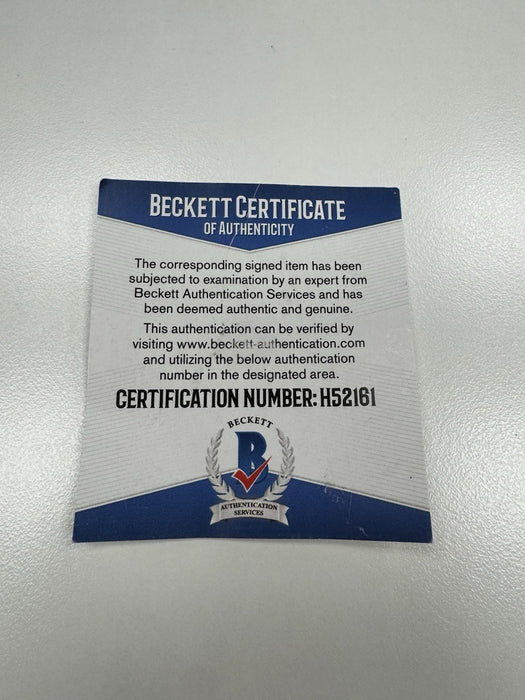 BECKETT CERTIFICATE
OF AUTHENTICITY
The corresponding signed item has been
subjected to examination by an expert from
Beckett Authentication Services and has
been deemed authentic and genuine.
This authentication can be verified by
visiting www.beckett-authentication.com
and utilizing the below authentication
number in the designated area.
CERTIFICATION NUMBER: H52161
BECKETT
B
AUTHENTICATION
SERVICES